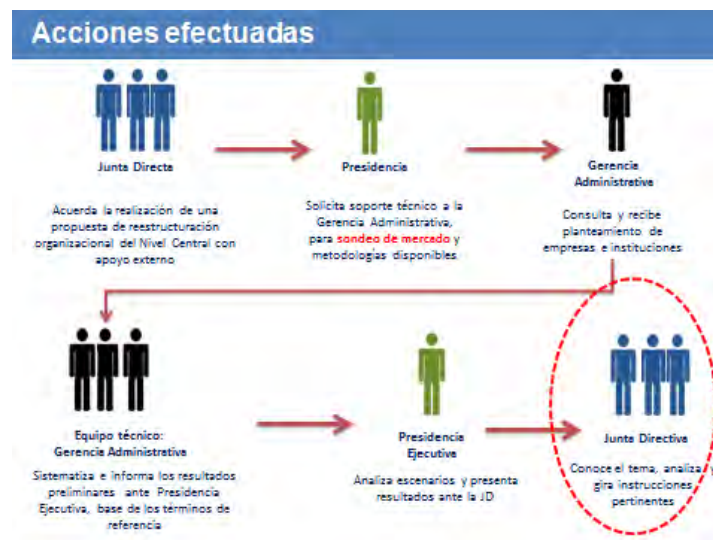 Acciones efectuadas
Junta Directa
Acuerda la realización de una
propuesta de reestructuración
organizacional del Nivel Central con
apoyo externo
Presidencia
Solicita soporte técnico a la
Gerencia Administrativa,
para sondeo de mercado y
metodologías disponibles
Gerencia
Administrativa
Consulta y recibe
planteamiento de
empresas e instituciones
Equipo técnico:
Gerencia Administrativa
Sistematiza e informa los resultados
preliminares ante Presidencia
Ejecutiva, base de los términos de
referencia
Presidencia
Ejecutiva
Analiza escenarios y presenta
resultados ante la JD
Junta Directiva
Conoce el tema, analiza y
gira instrucciones
pertinentes